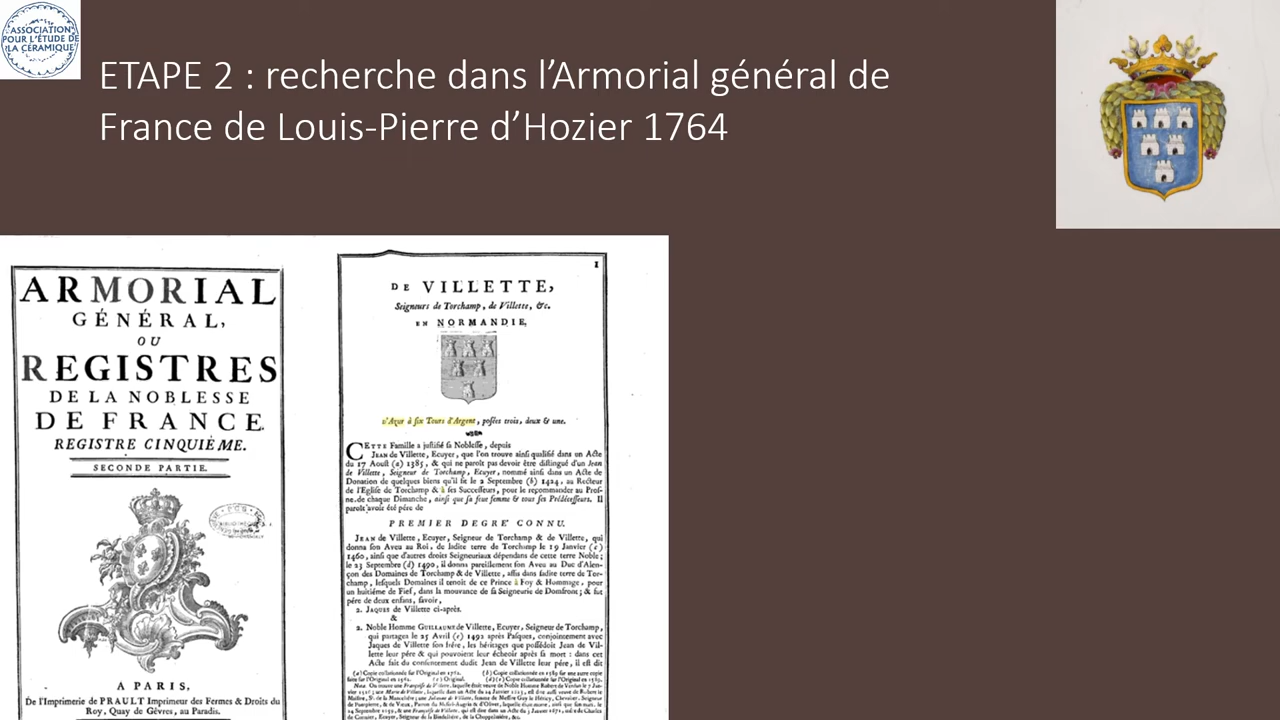 ASSOCIATION
POUR L'ÉTUDE DE
LA CÉRAMIQUE
ETAPE 2 : recherche dans l’Armorial général de
France de Louis-Pierre d’Hozier 1764
ARMORIAL
GÉNÉRAL,
OU
REGISTRES
DE LA NOBLESSE
DE FRANCE.
REGISTRE CINQUIÉME.
SECONDE PARTIE.
A PARIS,
De l'Imprimerie de PRAULT Imprimeur des Fermes & Droits du
Roy, Quay de Gêvres, au Paradis.
1
DE VILLETTE,
Seigneurs de Torchamp, de Villette, &c.
EN NORMANDIE.
D'Azur à six Tours d'Argent, posées trois, deux & une.
CETTE Famille a justifié sa Noblesse, depuis
JEAN de Villette, Ecuyer, que l'on trouve ainsi qualifié dans un Acte
du 17 Aoust (a) 1385, & qui ne paroît pas devoir être distingué d'un Jean
de Villette, Seigneur de Torchamp, Ecuyer, nommé ainsi dans un Acte de
Donation de quelques biens qu'il fit le 2 Septembre (b) 1424, au Recteur
de l'Eglise de Torchamp & à ses Successeurs, pour le recommander au Pros-
ne de chaque Dimanche, ainsi que sa feue femme & tous ses Prédécesseurs. Il
paroît avoir été pére de
PREMIER DEGRÉ CONNU.
JEAN de Villette, Ecuyer, Seigneur de Torchamp & de Villette, qui
donna son Aveu au Roi, de ladite terre de Torchamp le 19 Janvier (c)
1460, ainsi que d'autres droits Seigneuriaux dépendans de cette terre Noble;
le 23 Septembre (d) 1490, il donna pareillement son Aveu au Duc d'Alen-
çon des Domaines de Torchamp & de Villette, assis dans ladite terre de Tor-
champ, lesquels Domaines il tenoit de ce Prince à Foy & Hommage, pour
un huitiéme de Fief, dans la mouvance de sa Seigneurie de Domfront; & fut
pére de deux enfans, savoir,
2. JAQUES de Villette ci-après.
&
2. Noble Homme GUILLAUME de Villette, Ecuyer, Seigneur de Torchamp,
qui partagea le 25 Avril (e) 1492 après Pasques, conjointement avec
Jaques de Villette son frére, les héritages que possédoit Jean de Vil-
lette leur pére & qui pouvoient leur écheoir après sa mort : dans cet
Acte fait du consentement dudit Jean de Villette leur pére, il est dit